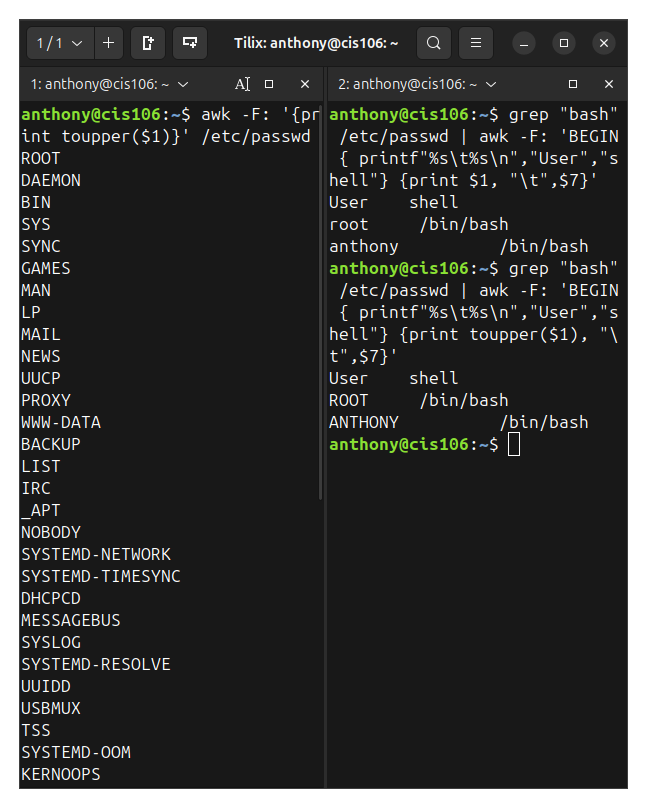 1 / 1
Tilix: anthony@cis106: ~
1: anthony@cis106: ~
anthony@cis106:~$ awk -F: '{pr
int toupper($1)}' /etc/passwd
ROOT
DAEMON
BIN
SYS
SYNC
GAMES
MAN
LP
MAIL
NEWS
UUCP
PROXY
WWW-DATA
BACKUP
LIST
IRC
_APT
NOBODY
SYSTEMD-NETWORK
SYSTEMD-TIMESYNC
DHCPCD
MESSAGEBUS
SYSLOG
SYSTEMD-RESOLVE
UUIDD
USBMUX
TSS
SYSTEMD-OOM
KERNOOPS
2: anthony@cis106: ~
anthony@cis106:~$ grep "bash"
 /etc/passwd | awk -F: 'BEGIN
 { printf"%s\t%s\n","User","s
hell"} {print $1, "\t",$7}'
User    shell
root     /bin/bash
anthony          /bin/bash
anthony@cis106:~$ grep "bash"
 /etc/passwd | awk -F: 'BEGIN
 { printf"%s\t%s\n","User","s
hell"} {print toupper($1), "\
t",$7}'
User    shell
ROOT     /bin/bash
ANTHONY          /bin/bash
anthony@cis106:~$